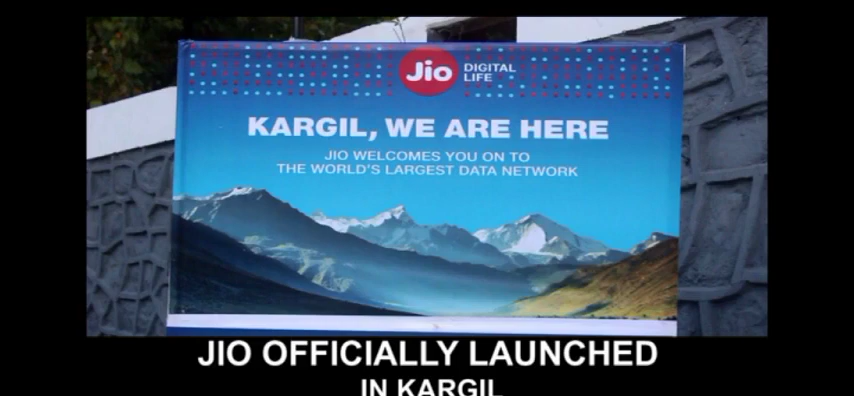 Jio DIGITAL
LIFE
KARGIL, WE ARE HERE
JIO WELCOMES YOU ON TO
THE WORLD'S LARGEST DATA NETWORK
JIO OFFICIALLY LAUNCHED
IN KARGIL